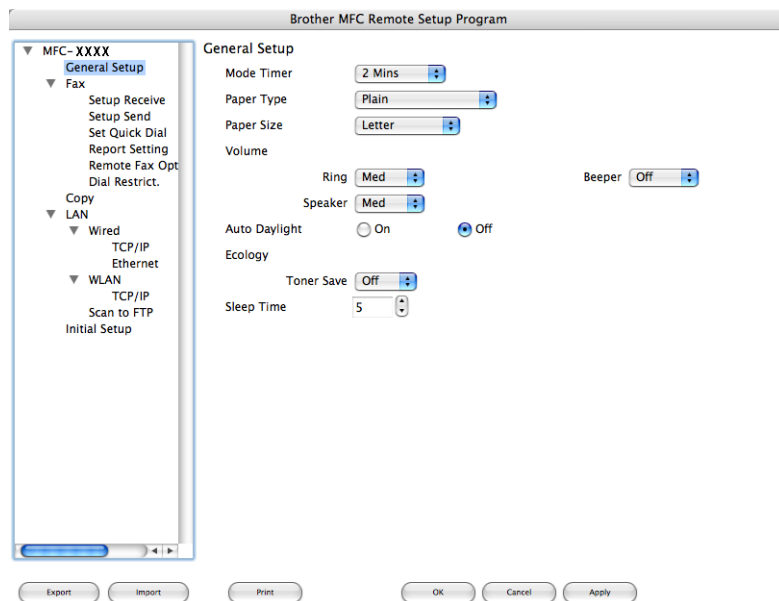 Brother MFC Remote Setup Program
MFC-XXXX
General Setup
Fax
Setup Receive
Setup Send
Set Quick Dial
Report Setting
Remote Fax Opt
Dial Restrict.
Copy
LAN
Wired
TCP/IP
Ethernet
WLAN
TCP/IP
Scan to FTP
Initial Setup
General Setup
Mode Timer 2 Mins
Paper Type Plain
Paper Size Letter
Volume
Ring Med Beeper Off
Speaker Med
Auto Daylight On Off
Ecology
Toner Save Off
Sleep Time 5
Export Import Print OK Cancel Apply